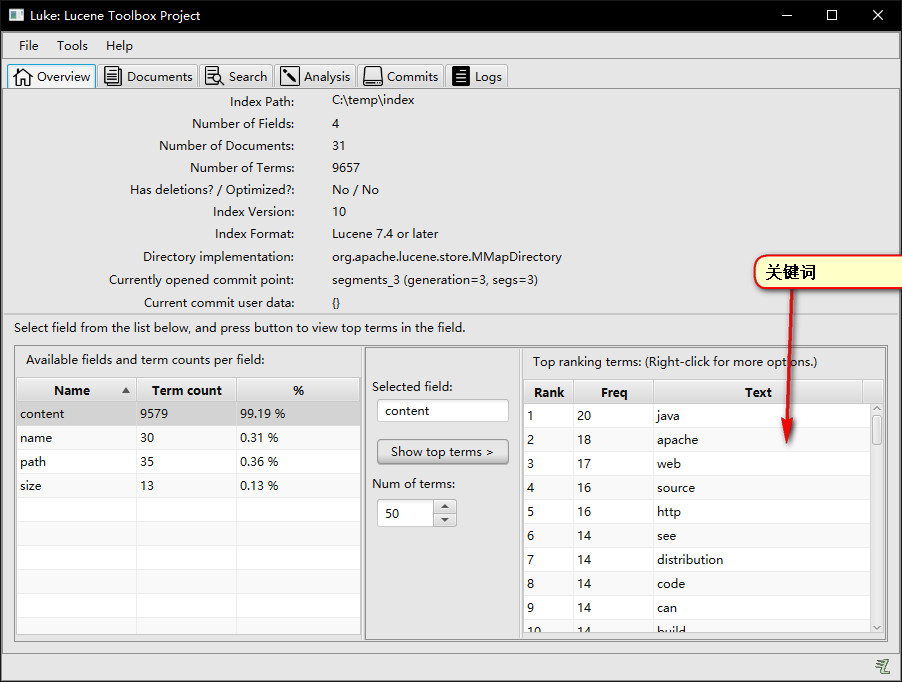 Luke: Lucene Toolbox Project
File Tools Help
Overview Documents Search Analysis Commits Logs
Index Path: C:\temp\index
Number of Fields: 4
Number of Documents: 31
Number of Terms: 9657
Has deletions? / Optimized?: No / No
Index Version: 10
Index Format: Lucene 7.4 or later
Directory implementation: org.apache.lucene.store.MMapDirectory
Currently opened commit point: segments_3 (generation=3, segs=3)
Current commit user data: {}
关键词
Select field from the list below, and press button to view top terms in the field.
Available fields and term counts per field:
Name Term count %
content 9579 99.19 %
name 30 0.31 %
path 35 0.36 %
size 13 0.13 %
Selected field:
content
Show top terms >
Num of terms:
50
Top ranking terms: (Right-click for more options.)
Rank Freq Text
1 20 java
2 18 apache
3 17 web
4 16 source
5 16 http
6 14 see
7 14 distribution
8 14 code
9 14 can
10 14 build